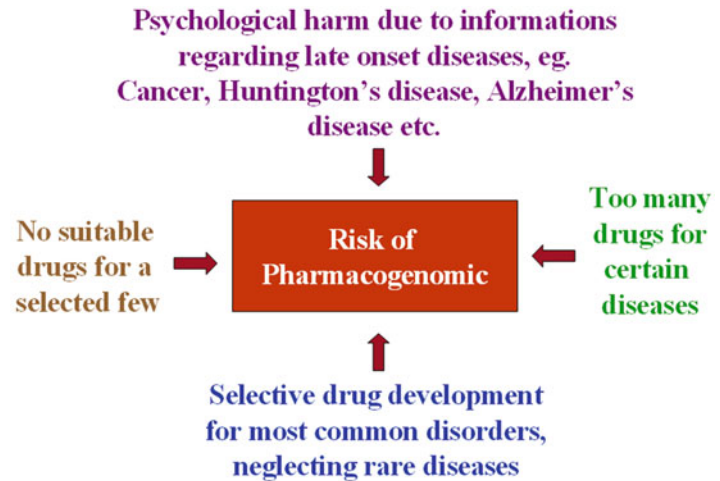 Psychological harm due to informations
regarding late onset diseases, eg.
Cancer, Huntington's disease, Alzheimer's
disease etc.
No suitable
drugs for a
selected few
Risk of
Pharmacogenomic
Too many
drugs for
certain
diseases
Selective drug development
for most common disorders,
neglecting rare diseases